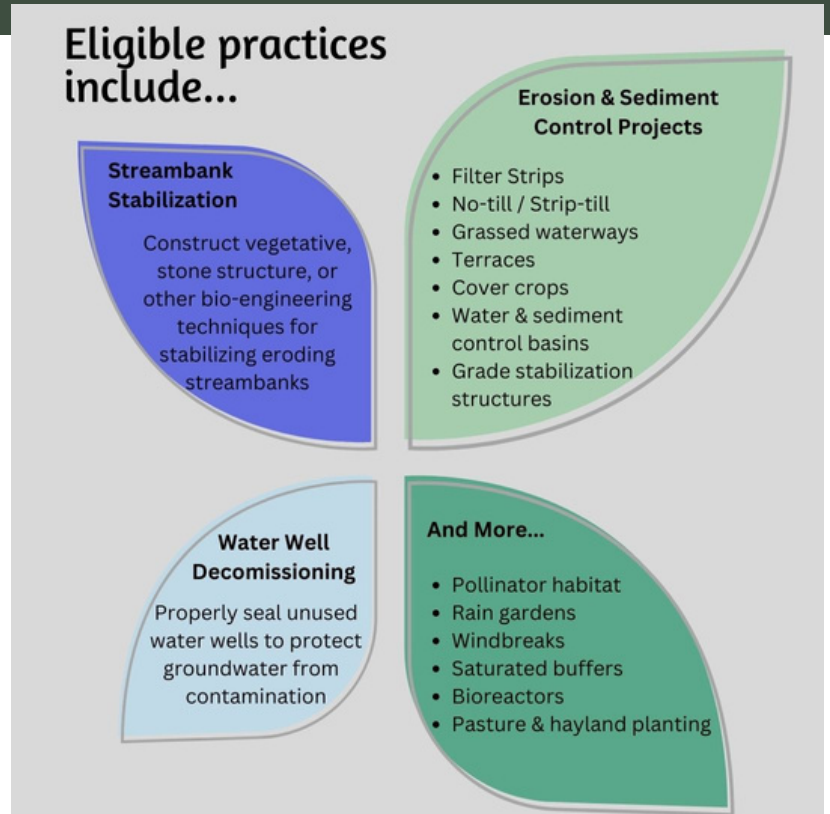 Eligible practices
include...
Streambank
Stabilization
Construct vegetative,
stone structure, or
other bio-engineering
techniques for
stabilizing eroding
streambanks
Erosion & Sediment
Control Projects
• Filter Strips
• No-till / Strip-till
• Grassed waterways
• Terraces
• Cover crops
• Water & sediment
control basins
• Grade stabilization
structures
Water Well
Decomissioning
Properly seal unused
water wells to protect
groundwater from
contamination
And More...
• Pollinator habitat
• Rain gardens
• Windbreaks
• Saturated buffers
• Bioreactors
• Pasture & hayland planting